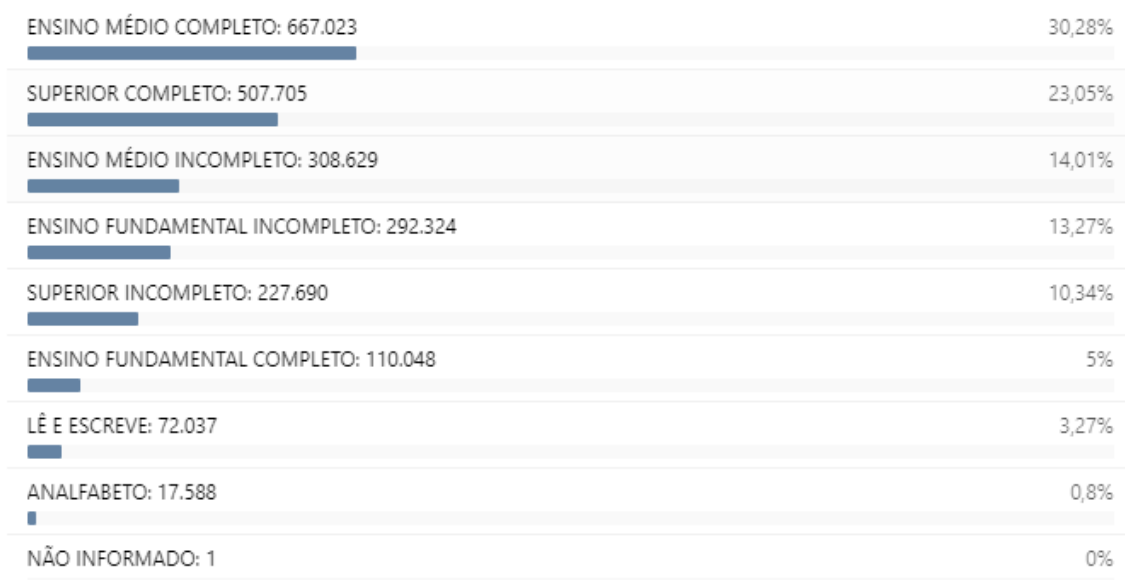 ENSINO MÉDIO COMPLETO: 667.023 30,28%
SUPERIOR COMPLETO: 507.705 23,05%
ENSINO MÉDIO INCOMPLETO: 308.629 14,01%
ENSINO FUNDAMENTAL INCOMPLETO: 292.324 13,27%
SUPERIOR INCOMPLETO: 227.690 10,34%
ENSINO FUNDAMENTAL COMPLETO: 110.048 5%
LÊ E ESCREVE: 72.037 3,27%
ANALFABETO: 17.588 0,8%
NÃO INFORMADO: 1 0%